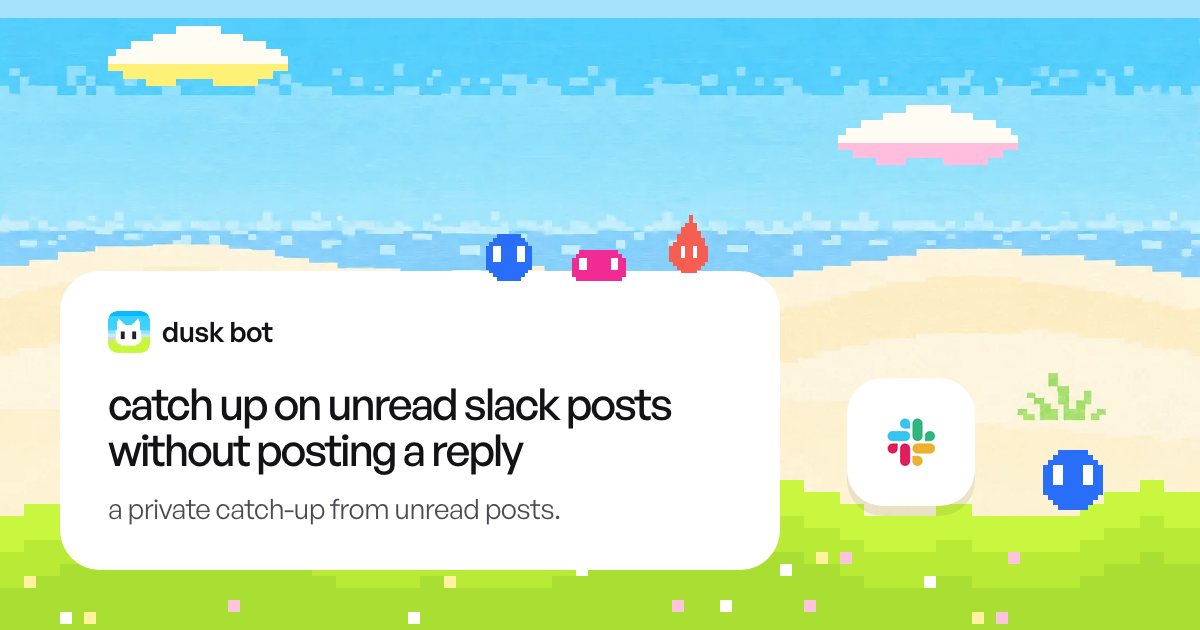 dusk bot
catch up on unread slack posts
without posting a reply
a private catch-up from unread posts.